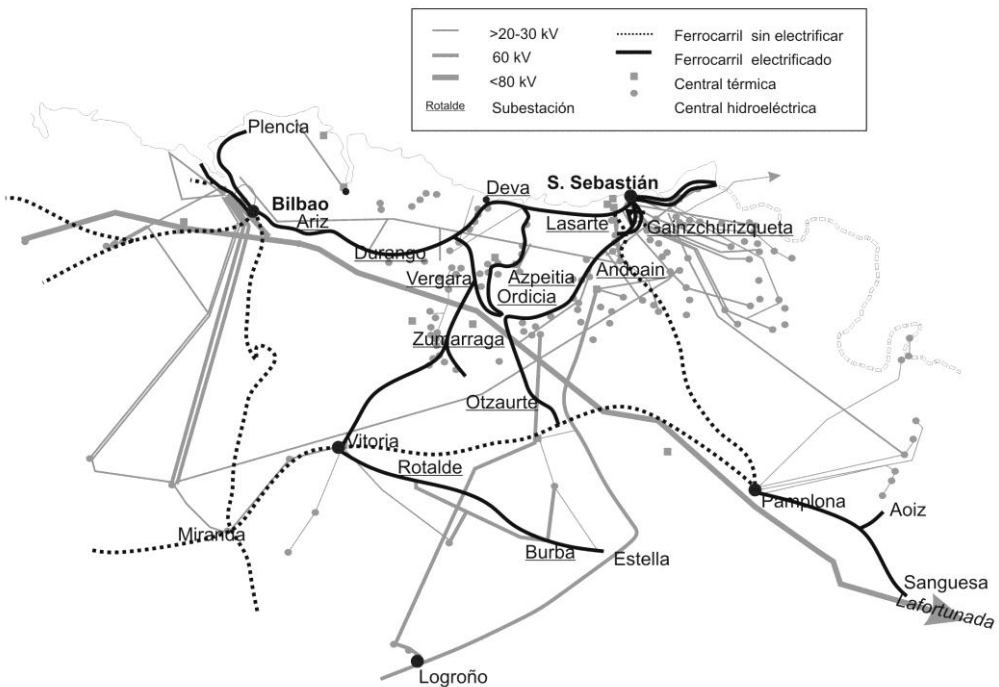 >20-30 kV
60 kV
<80 kV
Rotalde Subestación
Ferrocarril sin electrificar
Ferrocarril electrificado
Central térmica
Central hidroeléctrica
Plencia
Bilbao
Ariz
Deva
S. Sebastián
Lasarte
Gainzchurizqueta
Durango
Vergara
Azpeitia
Andoain
Ordicia
Zumarraga
Otzaurte
Vitoria
Rotalde
Miranda
Burba
Estella
Pamplona
Aoiz
Sanguesa
Lafortunada
Logroño